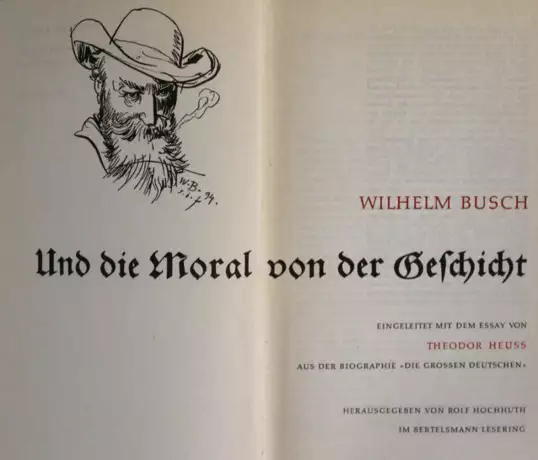 W.B. 94.
WILHELM BUSCH
Und die Moral von der Geſchicht
EINGELEITET MIT DEM ESSAY VON
THEODOR HEUSS
AUS DER BIOGRAPHIE »DIE GROSSEN DEUTSCHEN«
HERAUSGEGEBEN VON ROLF HOCHHUTH
IM BERTELSMANN LESERING